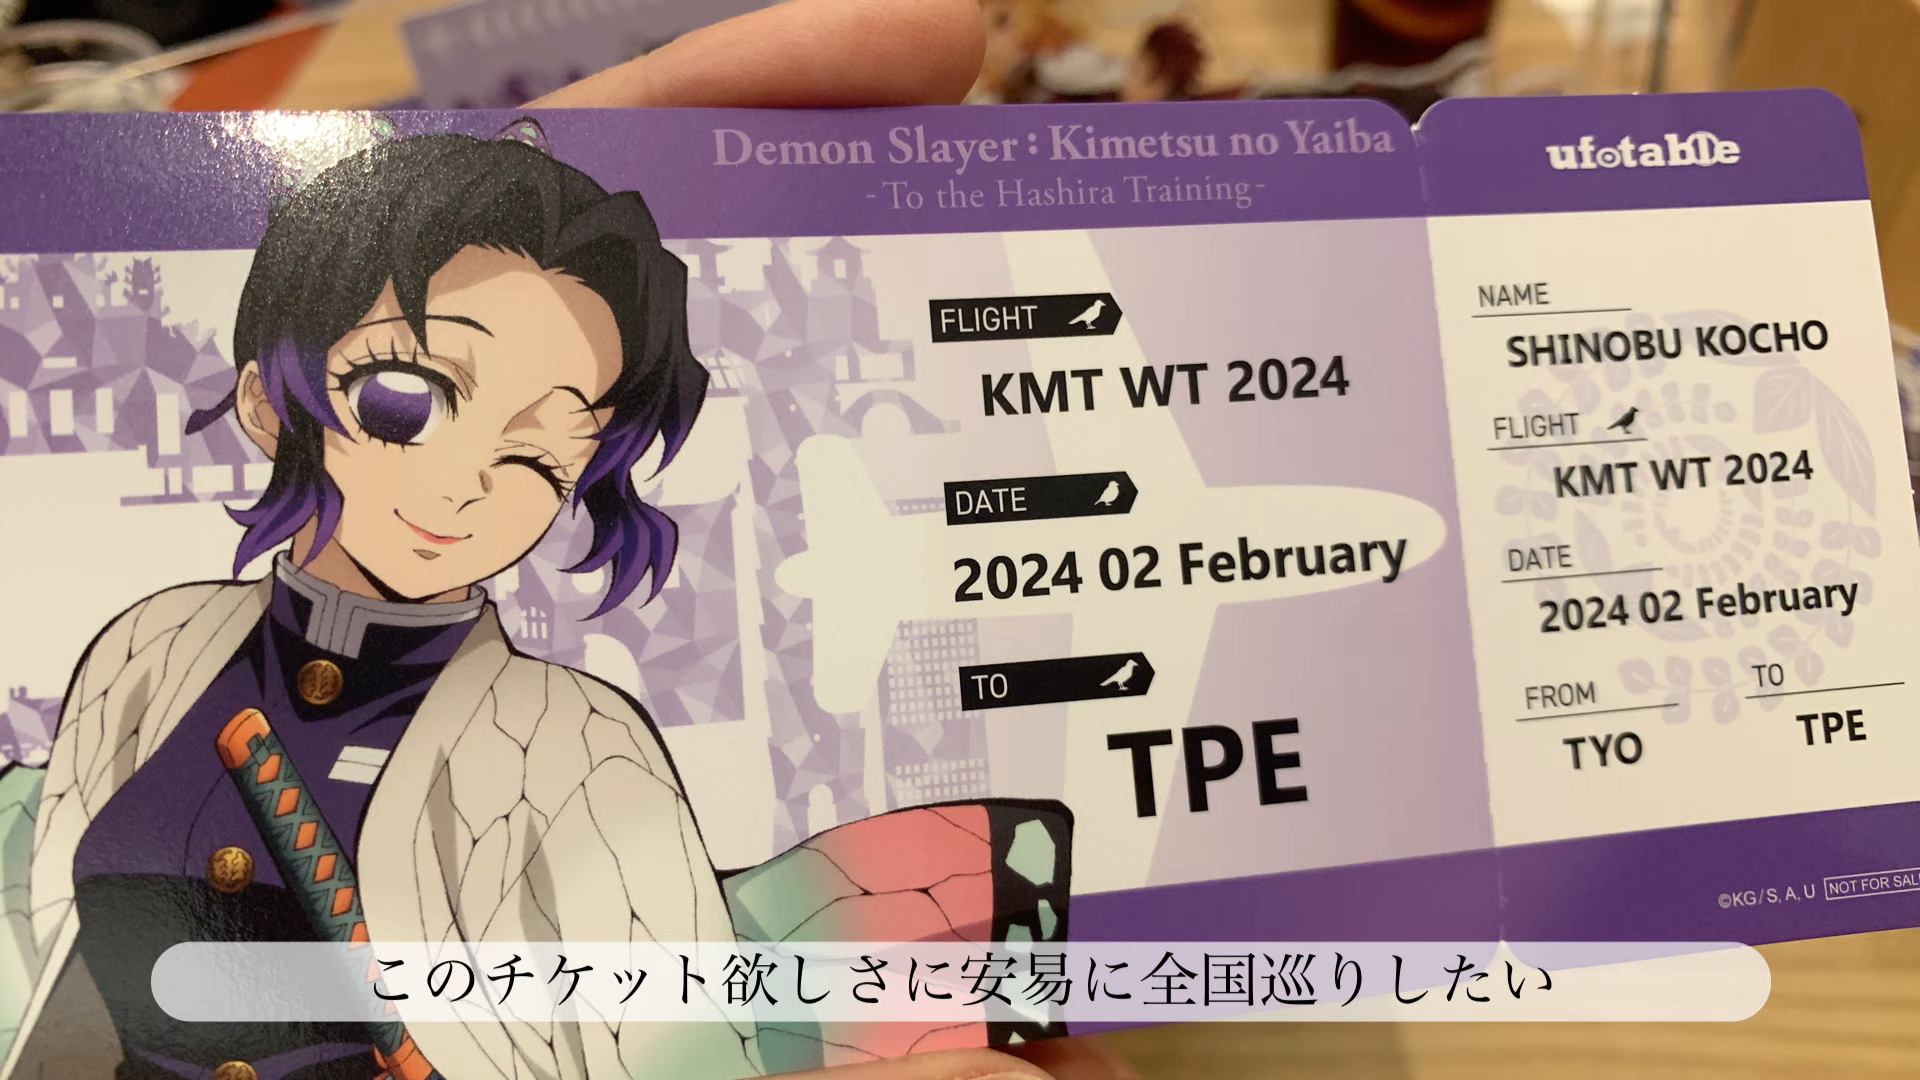 Demon Slayer : Kimetsu no Yaiba
-To the Hashira Training-
FLIGHT
KMT WT 2024
DATE
2024 02 February
TO
TPE
ufotable
NAME
SHINOBU KOCHO
FLIGHT
KMT WT 2024
DATE
2024 02 February
FROM
TYO
TO
TPE
©KG/S, A, U NOT FOR SAL
このチケット欲しさに安易に全国巡りしたい